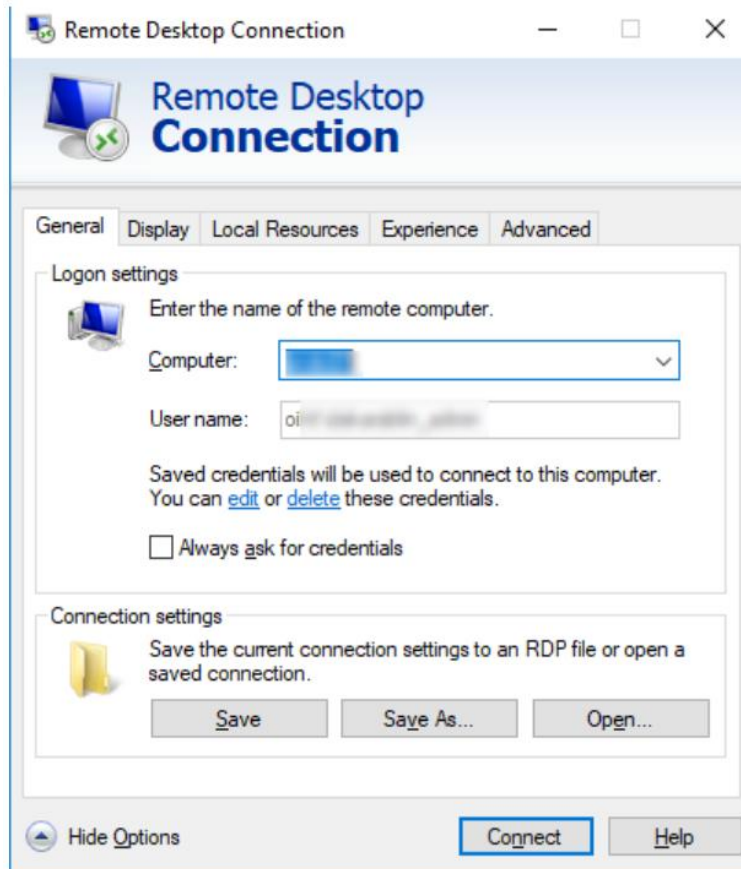 Remote Desktop Connection
Remote Desktop
Connection
General Display Local Resources Experience Advanced
Logon settings
Enter the name of the remote computer.
Computer:
User name: oi
Saved credentials will be used to connect to this computer.
You can edit or delete these credentials.
Always ask for credentials
Connection settings
Save the current connection settings to an RDP file or open a
saved connection.
Save Save As... Open...
Hide Options Connect Help